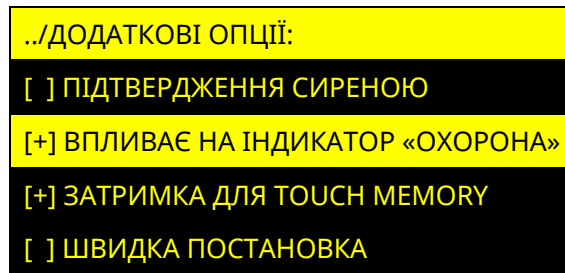 ../ДОДАТКОВІ ОПЦІЇ:
[ ] ПІДТВЕРДЖЕННЯ СИРЕНОЮ
[+] ВПЛИВАЄ НА ІНДИКАТОР «ОХОРОНА»
[+] ЗАТРИМКА ДЛЯ TOUCH MEMORY
[ ] ШВИДКА ПОСТАНОВКА